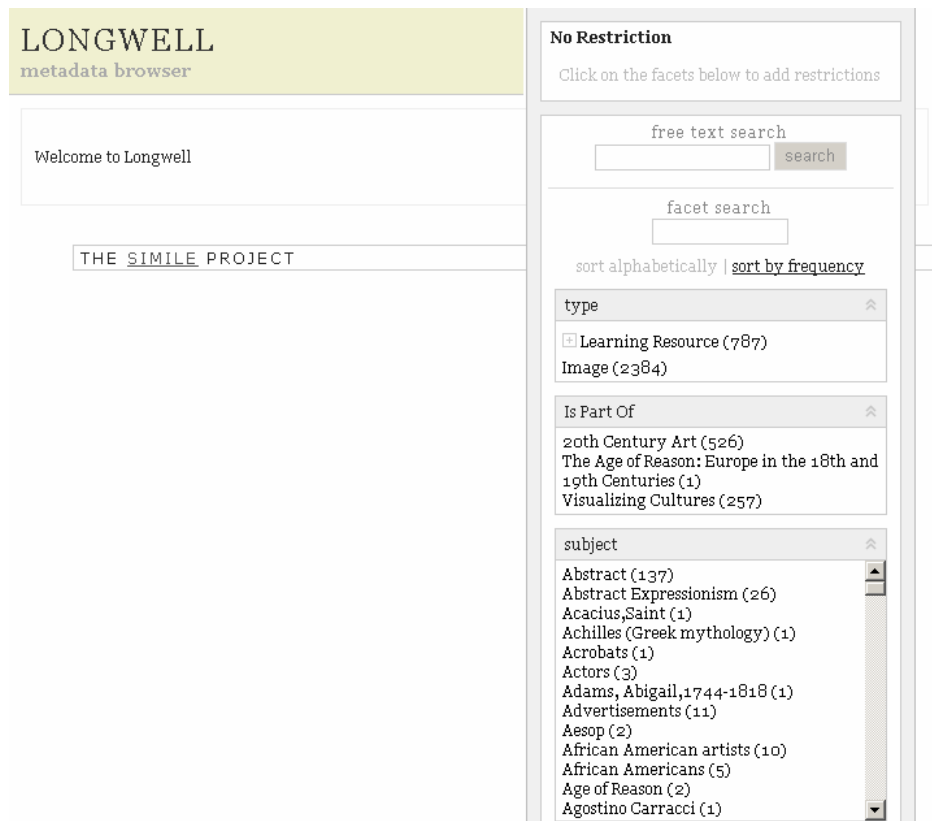 LONGWELL
metadata browser
Welcome to Longwell
THE SIMILE PROJECT
No Restriction
Click on the facets below to add restrictions
free text search
search
facet search
sort alphabetically | sort by frequency
type
Learning Resource (787)
Image (2384)
Is Part Of
20th Century Art (526)
The Age of Reason: Europe in the 18th and
19th Centuries (1)
Visualizing Cultures (257)
subject
Abstract (137)
Abstract Expressionism (26)
Acacius,Saint (1)
Achilles (Greek mythology) (1)
Acrobats (1)
Actors (3)
Adams, Abigail,1744-1818 (1)
Advertisements (11)
Aesop (2)
African American artists (10)
African Americans (5)
Age of Reason (2)
Agostino Carracci (1)